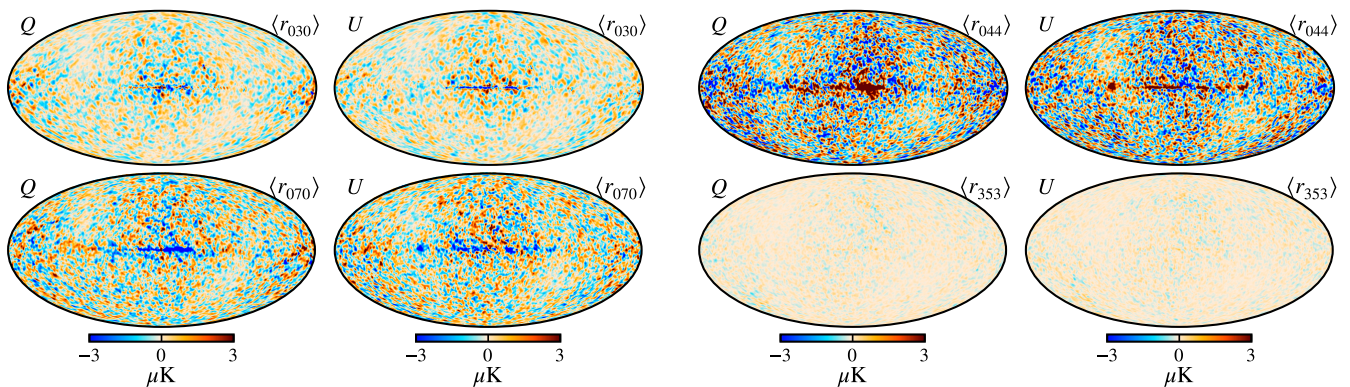 Q ⟨r030⟩ U ⟨r030⟩ Q ⟨r044⟩ U ⟨r044⟩
Q ⟨r070⟩ U ⟨r070⟩ Q ⟨r353⟩ U ⟨r353⟩
−3 0 3 −3 0 3 −3 0 3 −3 0 3
μK μK μK μK